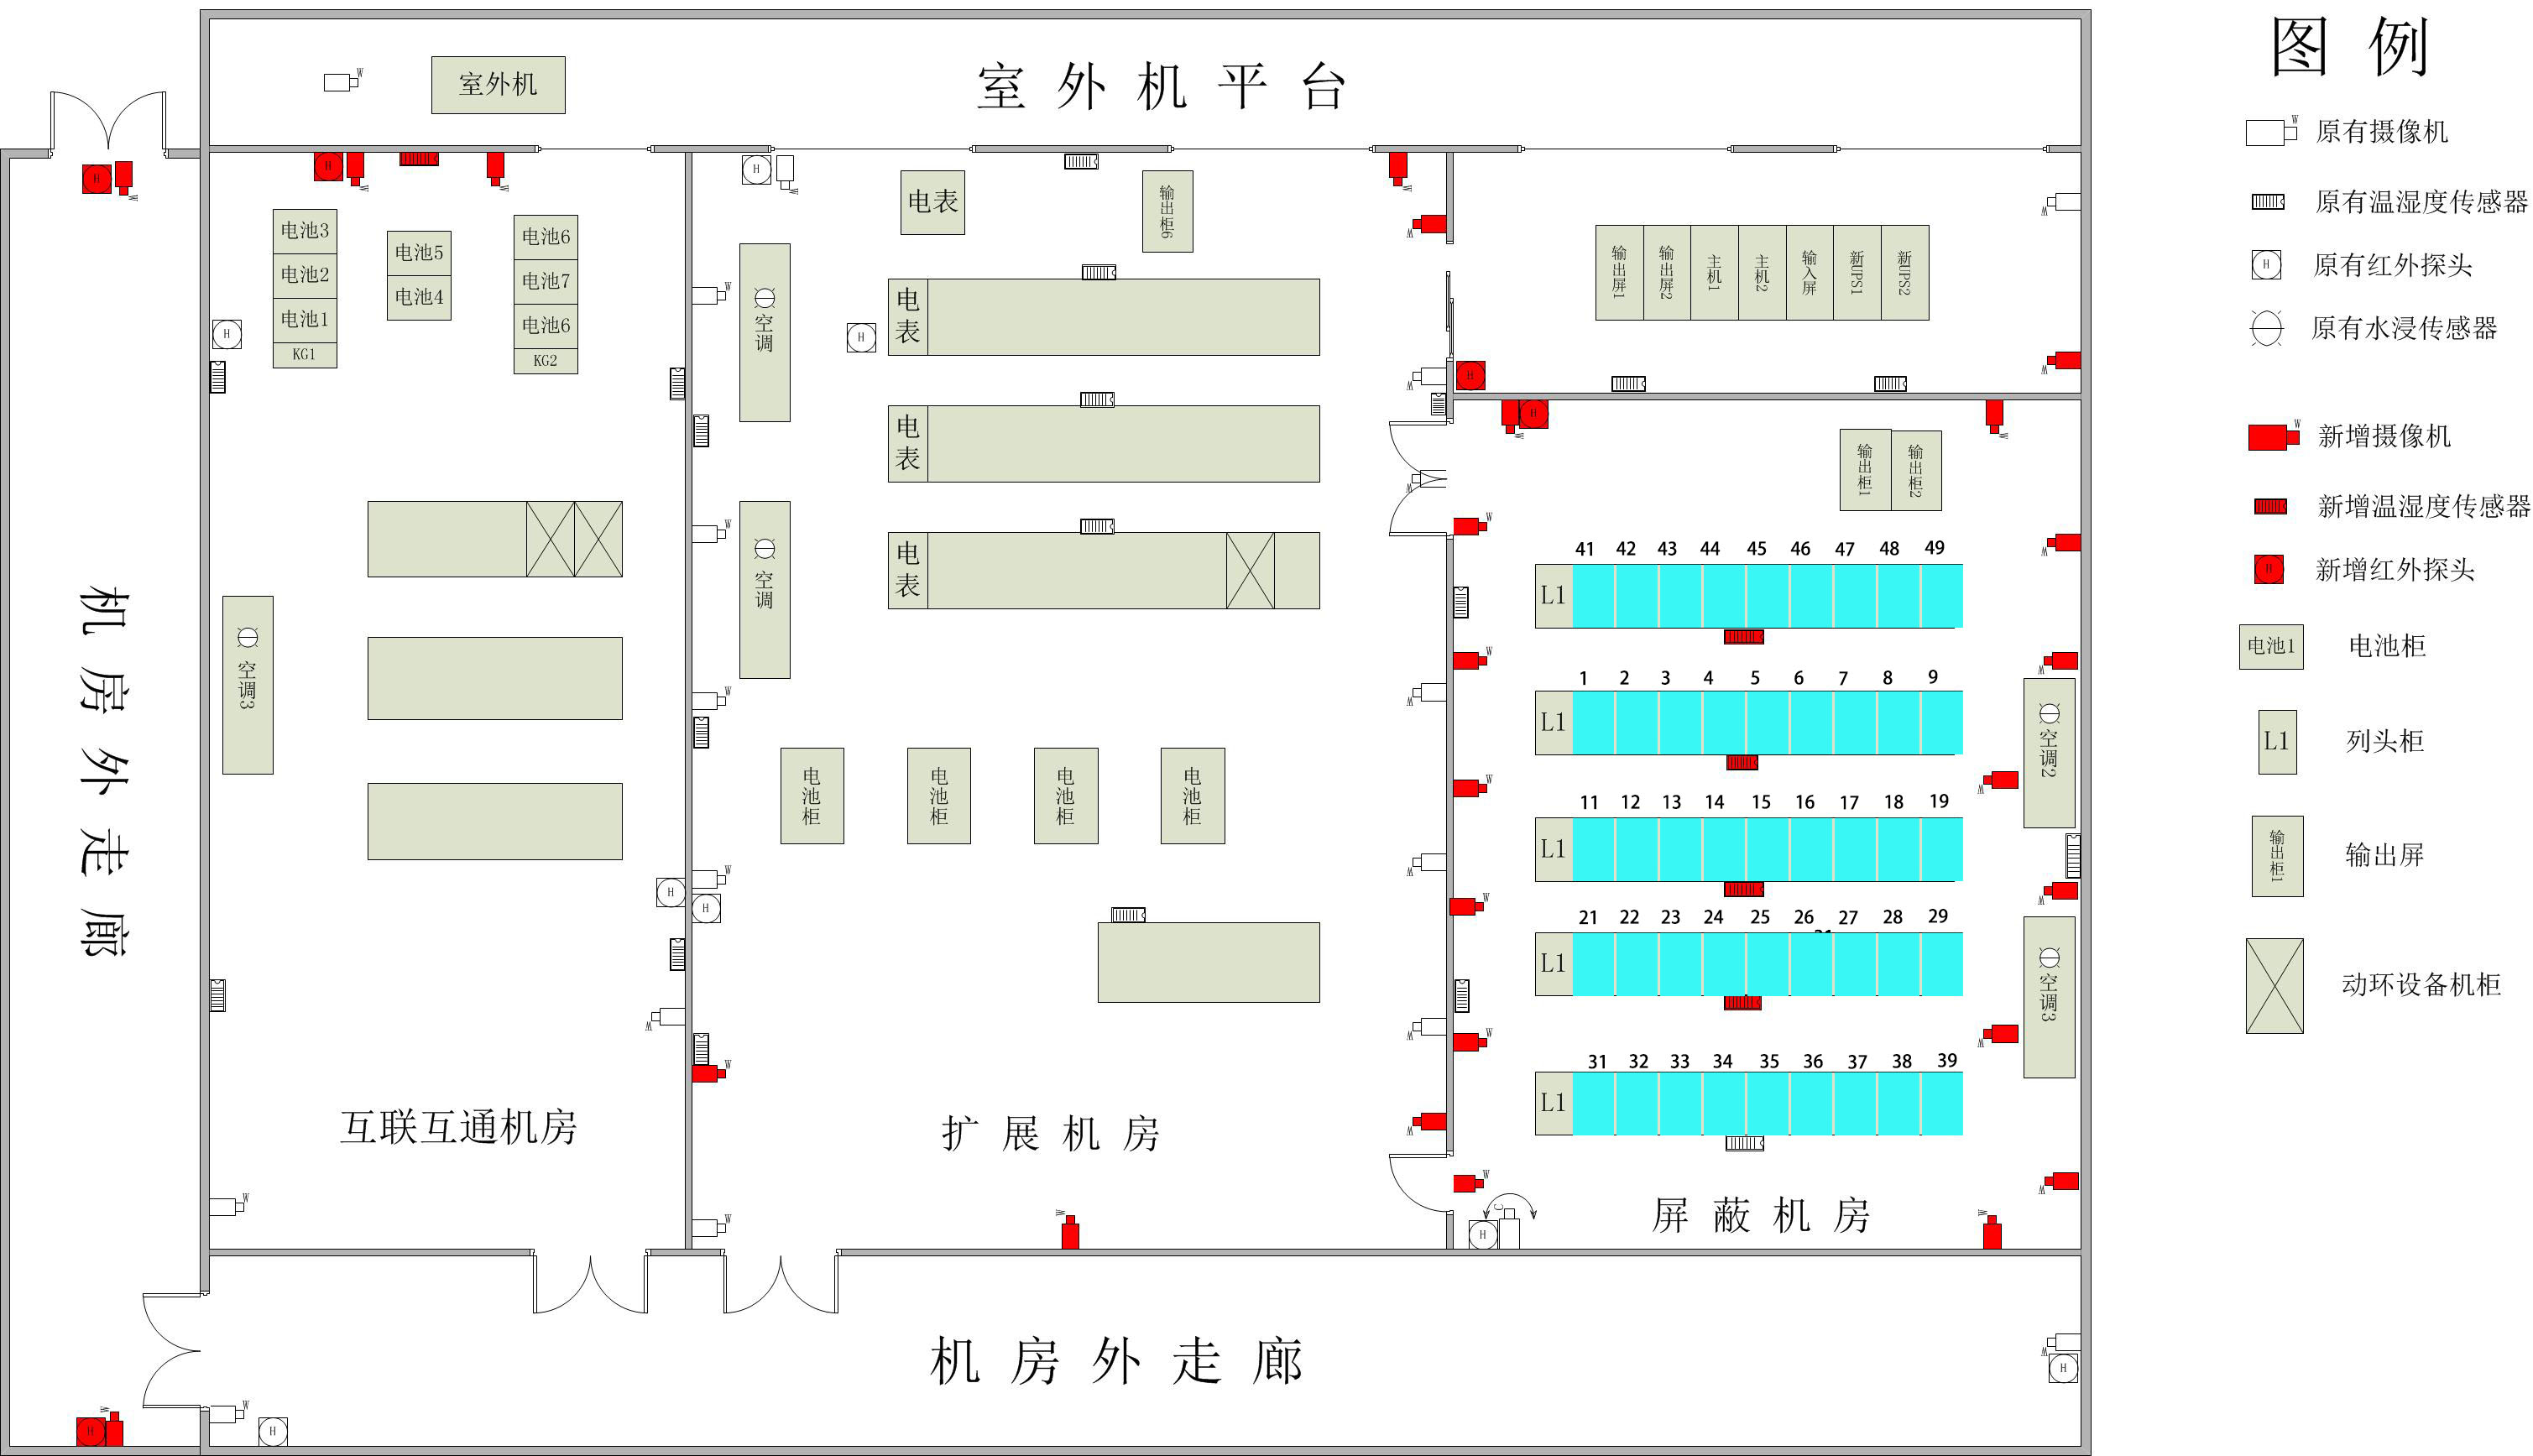 室外机平台
室外机
W
图例
原有摄像机
原有温湿度传感器
H
原有红外探头
原有水浸传感器
新增摄像机
新增温湿度传感器
新增红外探头
电池1
电池柜
L1
列头柜
输出柜1
输出屏
动环设备机柜
机房外走廊
电池3
电池2
电池1
KG1
电池5
电池4
电池6
电池7
电池6
KG2
空调3
互联互通机房
空调
空调
电表
输出柜6
电表
电表
电表
电池柜
电池柜
电池柜
电池柜
扩展机房
输出屏1
输出屏2
主机1
主机2
输入屏
新UPS1
新UPS2
输出柜1
输出柜2
41 42 43 44 45 46 47 48 49
L1
1 2 3 4 5 6 7 8 9
L1
11 12 13 14 15 16 17 18 19
L1
21 22 23 24 25 26 27 28 29
L1
31 32 33 34 35 36 37 38 39
L1
空调2
空调3
C
屏蔽机房
机房外走廊